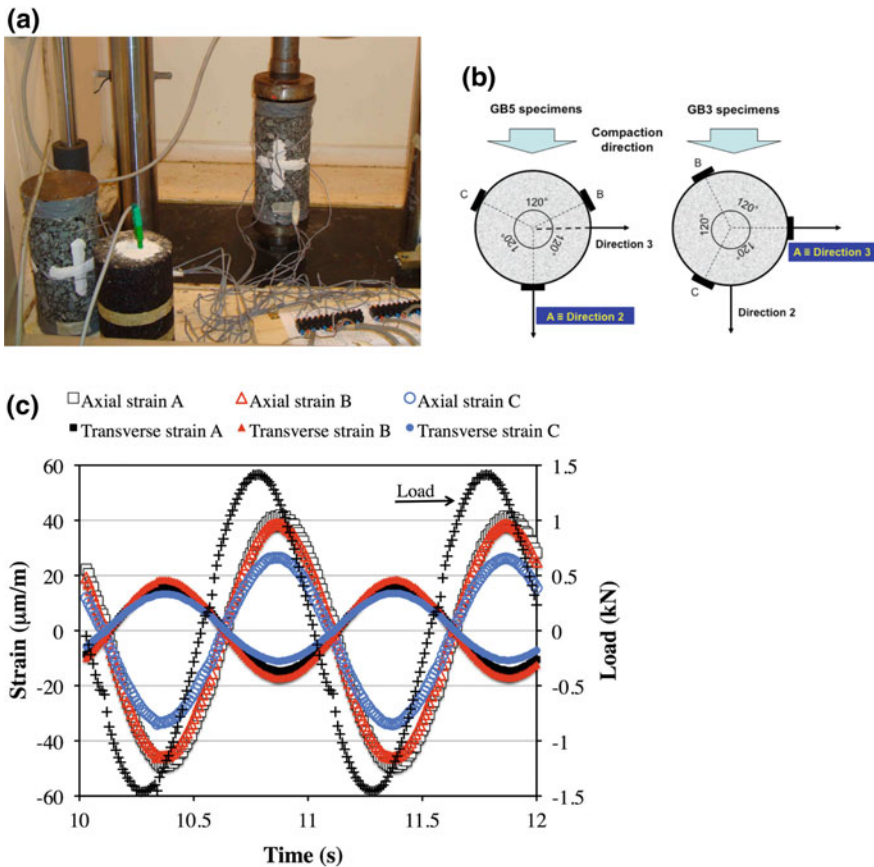 (a)
(b)
GB5 specimens
GB3 specimens
Compaction
direction
B
C
B
120°
120°
120°
120°
120°
120°
Direction 3
A ≡ Direction 3
C
A ≡ Direction 2
Direction 2
(c)
Axial strain A
Axial strain B
Axial strain C
Transverse strain A
Transverse strain B
Transverse strain C
60
40
20
0
-20
-40
-60
Strain (µm/m)
Load
1.5
1
0.5
0
-0.5
-1
-1.5
Load (kN)
10
10.5
11
11.5
12
Time (s)